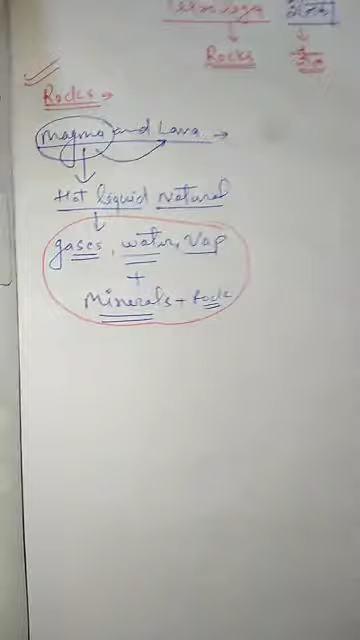 Rocks
Rocks →
Magma and Lava →
Hot liquid natural
gases, water, Vap
+
Minerals + Rock